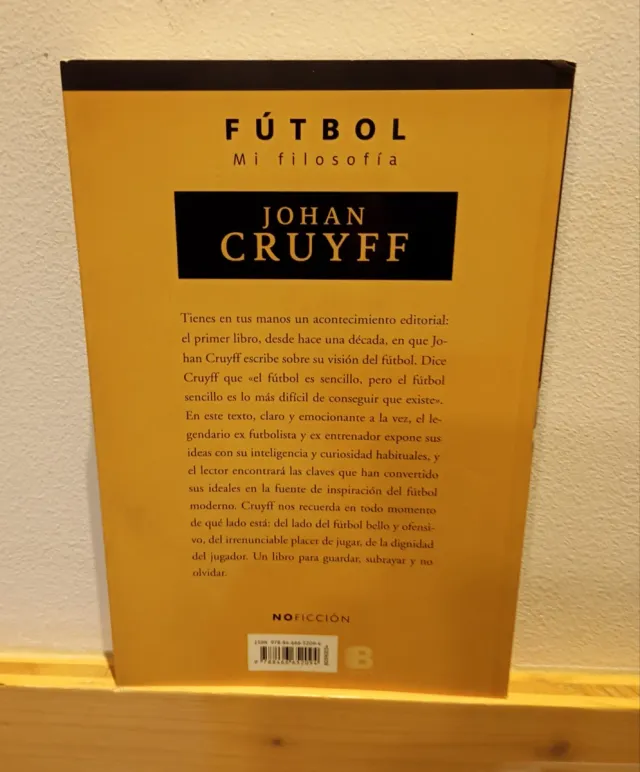 FÚTBOL
Mi filosofía
JOHAN
CRUYFF
Tienes en tus manos un acontecimiento editorial:
el primer libro, desde hace una década, en que Jo-
han Cruyff escribe sobre su visión del fútbol. Dice
Cruyff que «el fútbol es sencillo, pero el fútbol
sencillo es lo más difícil de conseguir que existe».
En este texto, claro y emocionante a la vez, el le-
gendario ex futbolista y ex entrenador expone sus
ideas con su inteligencia y curiosidad habituales, y
el lector encontrará las claves que han convertido
sus ideales en la fuente de inspiración del fútbol
moderno. Cruyff nos recuerda en todo momento
de qué lado está: del lado del fútbol bello y ofensi-
vo, del irrenunciable placer de jugar, de la dignidad
del jugador. Un libro para guardar, subrayar y no
olvidar.
NOFICCIÓN
B